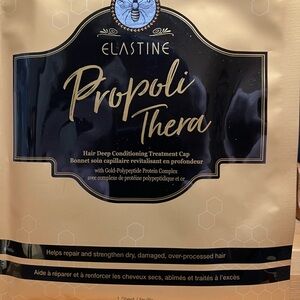 ELASTINE
Propoli
Thera
Hair Deep Conditioning Treatment Cap
Bonnet soin capillaire revitalisant en profondeur
with Gold-Polypeptide Protein Complex
avec complexe de protéine polypeptidique et or
Helps repair and strengthen dry, damaged, over-processed hair
Aide à réparer et à renforcer les cheveux secs, abîmés et traités à l'excès